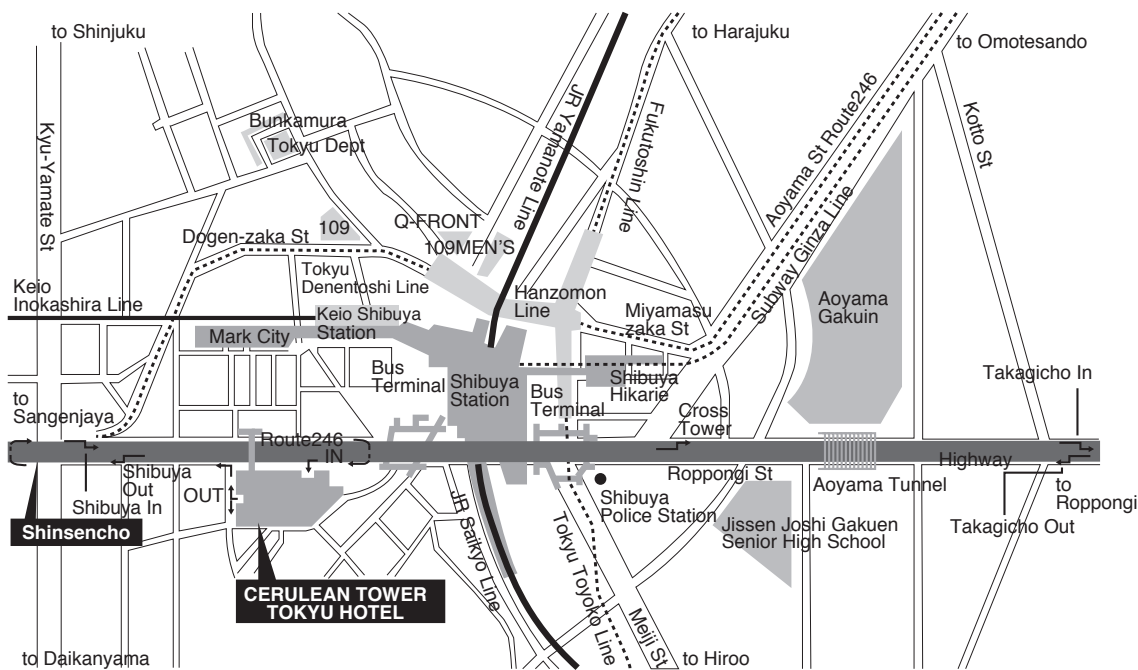 to Shinjuku
to Harajuku
to Omotesando
Kyu-Yamate St
Bunkamura
Tokyu Dept
JR Yamanote Line
Fukutoshin Line
Aoyama St Route246
Subway Ginza Line
Kotto St
109
Q-FRONT
109MEN'S
Dogen-zaka St
Tokyu
Denentoshi Line
Keio
Inokashira Line
Keio Shibuya
Station
Mark City
Hanzomon
Line
Miyamasu
zaka St
Aoyama
Gakuin
Bus
Terminal
Shibuya
Station
Bus
Terminal
Shibuya
Hikarie
Takagicho In
to
Sangenjaya
Cross
Tower
Route246
IN
Highway
Roppongi St
Shibuya
Out
Shibuya In
OUT
Aoyama Tunnel
to
Roppongi
Shibuya
Police Station
Takagicho Out
Shinsencho
Jissen Joshi Gakuen
Senior High School
JR Saikyo Line
Tokyu Toyoko Line
Meiji St
CERULEAN TOWER
TOKYU HOTEL
to Daikanyama
to Hiroo